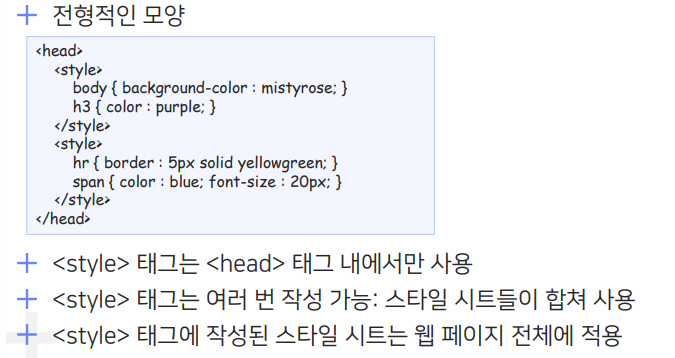 전형적인 모양
<head>
<style>
body { background-color : mistyrose; }
h3 { color : purple; }
</style>
<style>
hr { border : 5px solid yellowgreen; }
span { color : blue; font-size : 20px; }
</style>
</head>
<style> 태그는 <head> 태그 내에서만 사용
<style> 태그는 여러 번 작성 가능: 스타일 시트들이 합쳐 사용
<style> 태그에 작성된 스타일 시트는 웹 페이지 전체에 적용